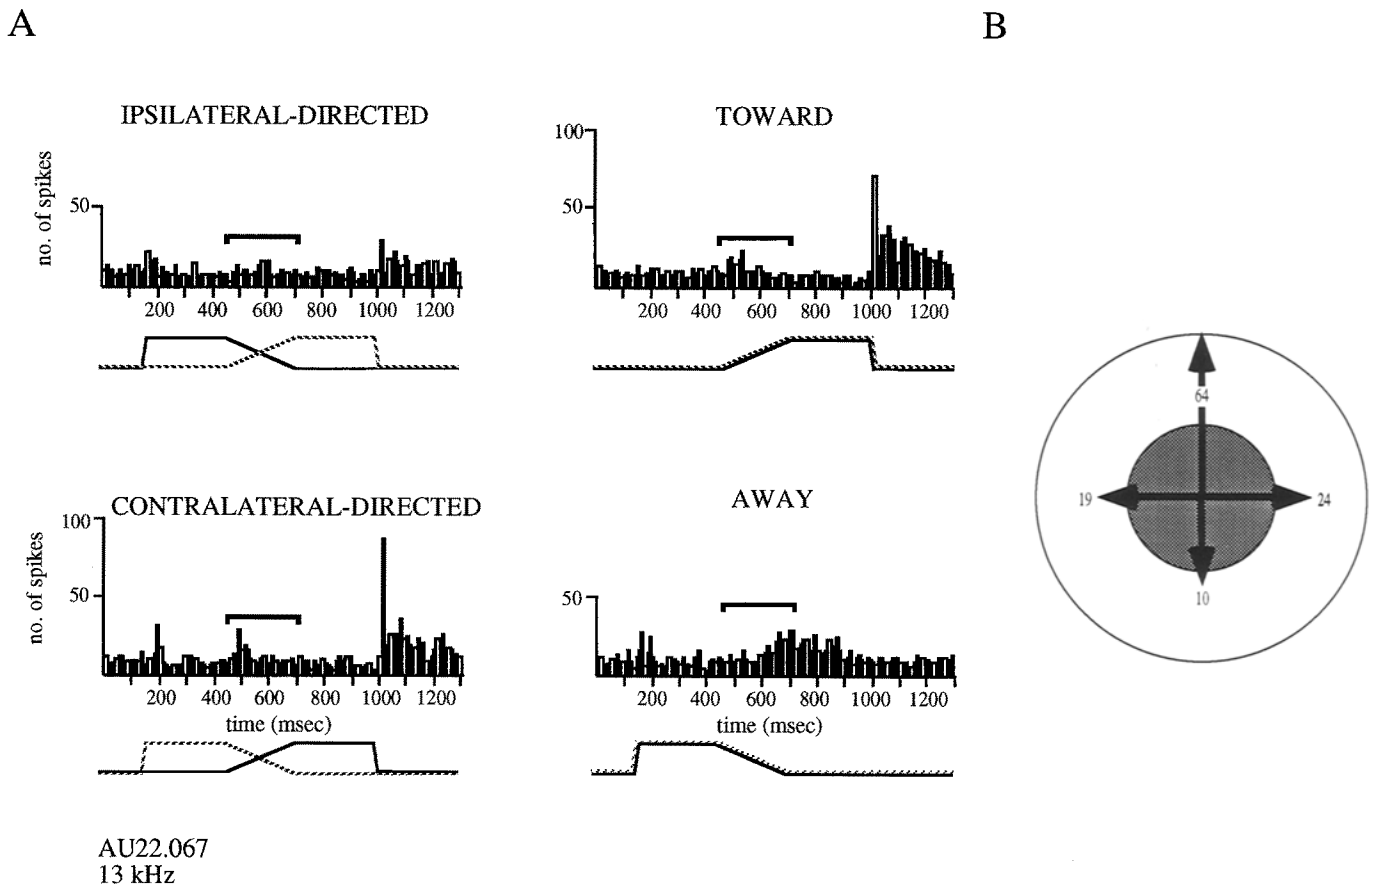 A
B
IPSILATERAL-DIRECTED
no. of spikes
50
200 400 600 800 1000 1200
TOWARD
100
50
200 400 600 800 1000 1200
CONTRALATERAL-DIRECTED
no. of spikes
100
50
200 400 600 800 1000 1200
time (msec)
AWAY
50
200 400 600 800 1000 1200
time (msec)
64
19
24
10
AU22.067
13 kHz